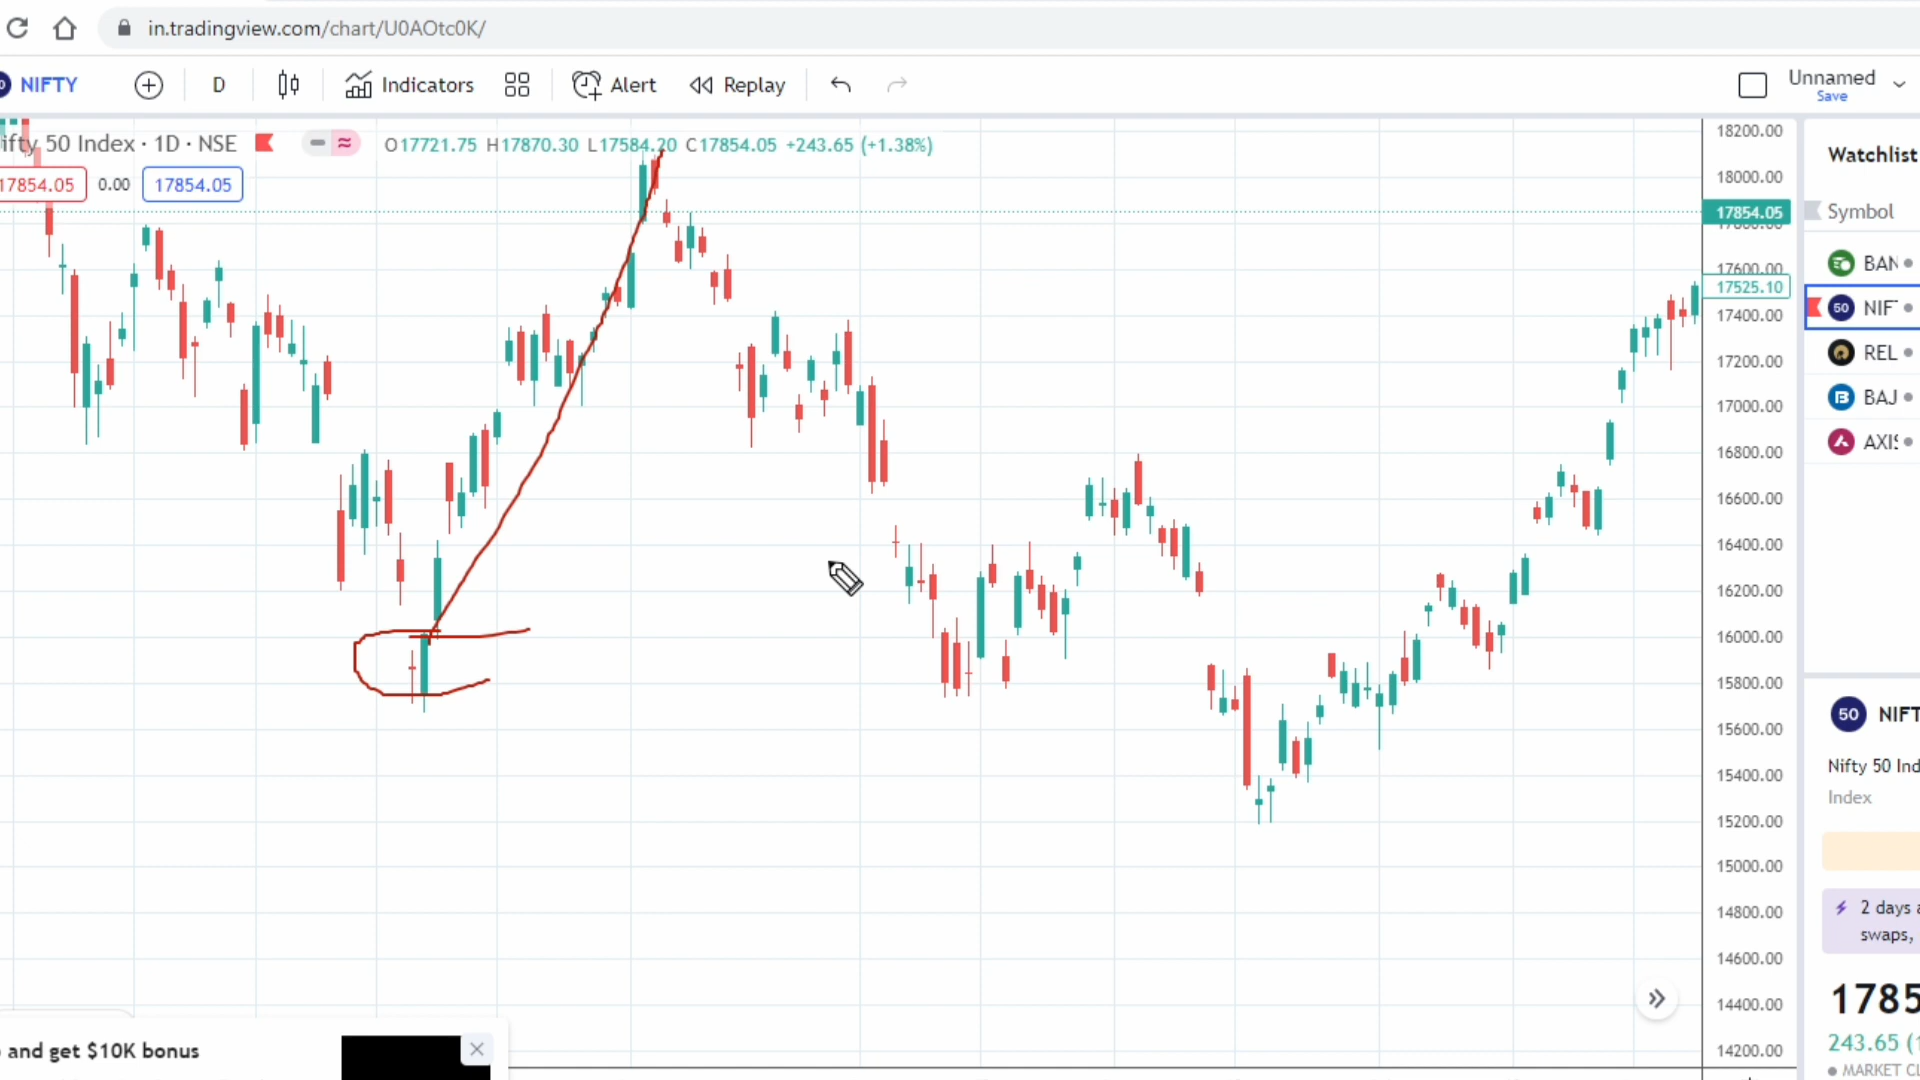 in.tradingview.com/chart/U0AOtc0K/
NIFTY
D
Indicators
Alert
Replay
Unnamed
Save
ifty 50 Index · 1D · NSE
O17721.75 H17870.30 L17584.20 C17854.05 +243.65 (+1.38%)
17854.05
0.00
17854.05
18200.00
18000.00
17854.05
17800.00
17600.00
17525.10
17400.00
17200.00
17000.00
16800.00
16600.00
16400.00
16200.00
16000.00
15800.00
15600.00
15400.00
15200.00
15000.00
14800.00
14600.00
14400.00
14200.00
Watchlist
Symbol
BAN
50 NIF
REL
BAJ
AXIS
50 NIFT
Nifty 50 Ind
Index
2 days a
swaps,
1785
243.65 (1
MARKET CL
and get $10K bonus